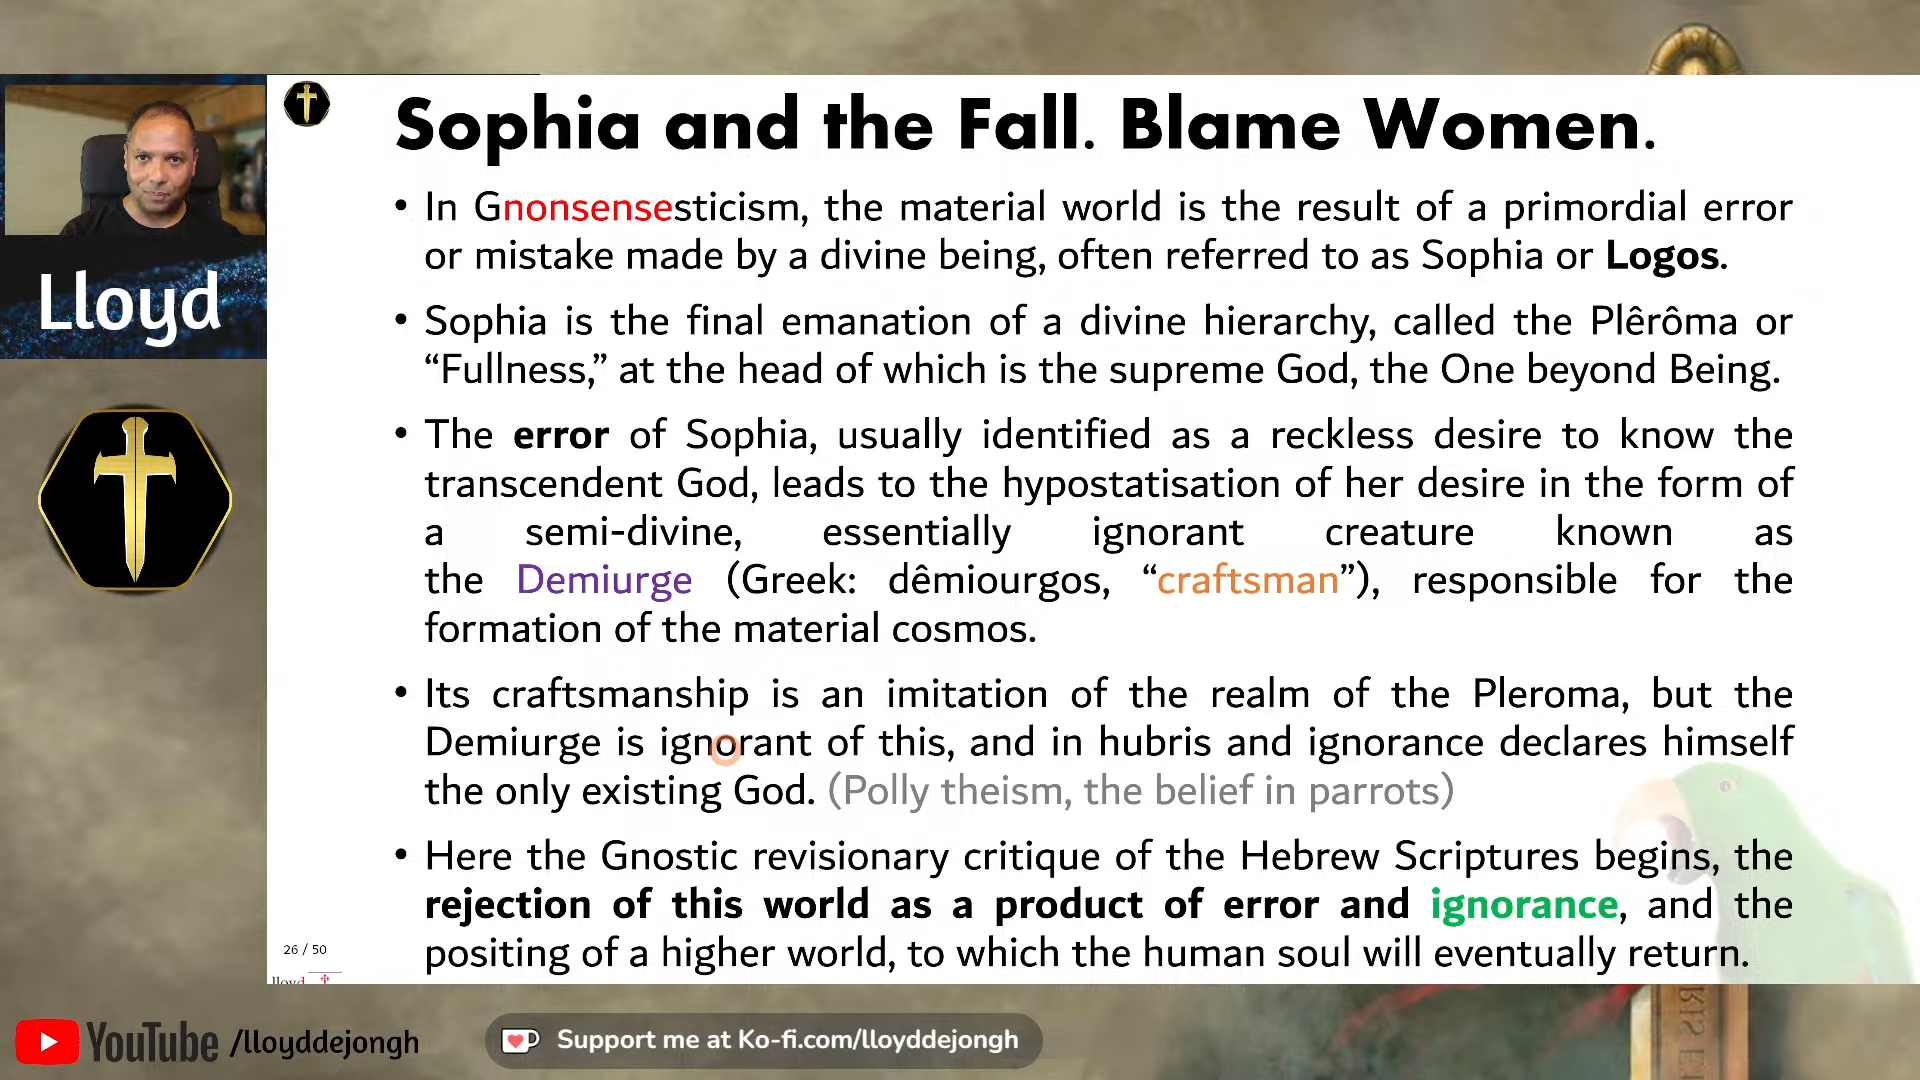 Sophia and the Fall. Blame Women.
• In Gnonsensesticism, the material world is the result of a primordial error
or mistake made by a divine being, often referred to as Sophia or Logos.
• Sophia is the final emanation of a divine hierarchy, called the Plêrôma or
“Fullness,” at the head of which is the supreme God, the One beyond Being.
• The error of Sophia, usually identified as a reckless desire to know the
transcendent God, leads to the hypostatisation of her desire in the form of
a semi-divine, essentially ignorant creature known as
the Demiurge (Greek: dêmiourgos, “craftsman”), responsible for the
formation of the material cosmos.
• Its craftsmanship is an imitation of the realm of the Pleroma, but the
Demiurge is ignorant of this, and in hubris and ignorance declares himself
the only existing God. (Polly theism, the belief in parrots)
• Here the Gnostic revisionary critique of the Hebrew Scriptures begins, the
rejection of this world as a product of error and ignorance, and the
positing of a higher world, to which the human soul will eventually return.
Lloyd
26 / 50
lloyd
YouTube /lloyddejongh
Support me at Ko-fi.com/lloyddejongh